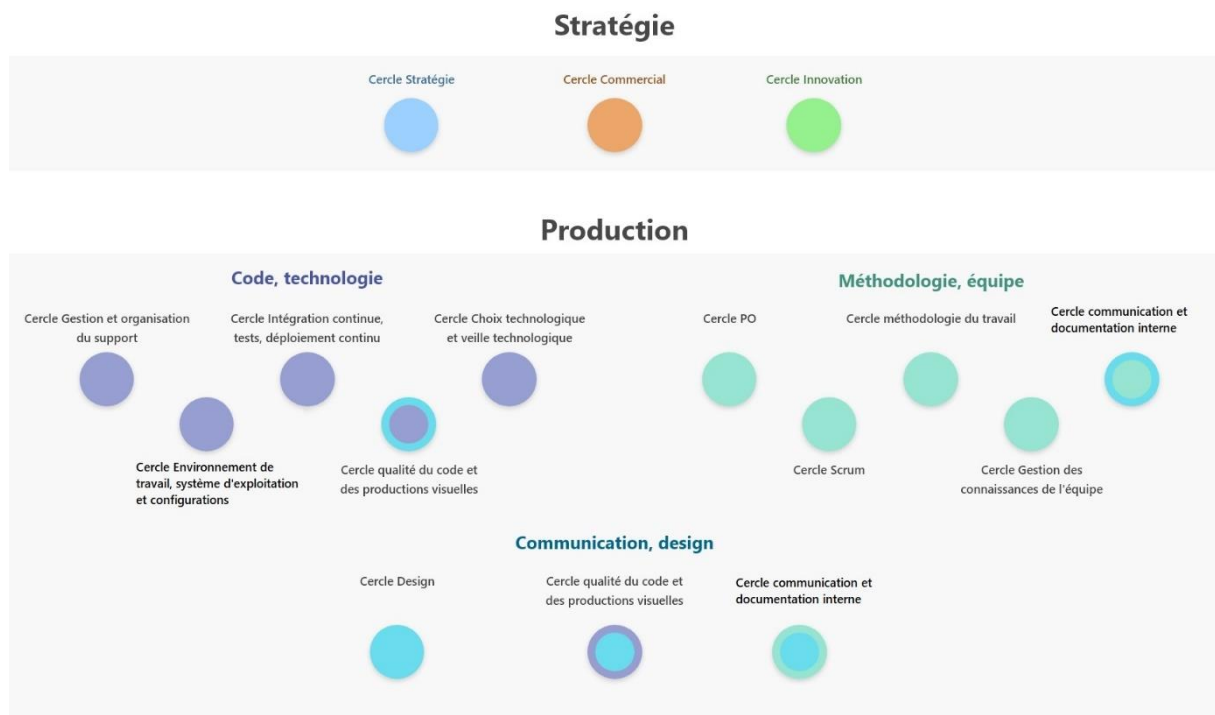 Stratégie
Cercle Stratégie
Cercle Commercial
Cercle Innovation
Production
Code, technologie
Cercle Gestion et organisation
du support
Cercle Intégration continue,
tests, déploiement continu
Cercle Choix technologique
et veille technologique
Cercle Environnement de
travail, système d'exploitation
et configurations
Cercle qualité du code et
des productions visuelles
Méthodologie, équipe
Cercle PO
Cercle méthodologie du travail
Cercle communication et
documentation interne
Cercle Scrum
Cercle Gestion des
connaissances de l'équipe
Communication, design
Cercle Design
Cercle qualité du code et
des productions visuelles
Cercle communication et
documentation interne